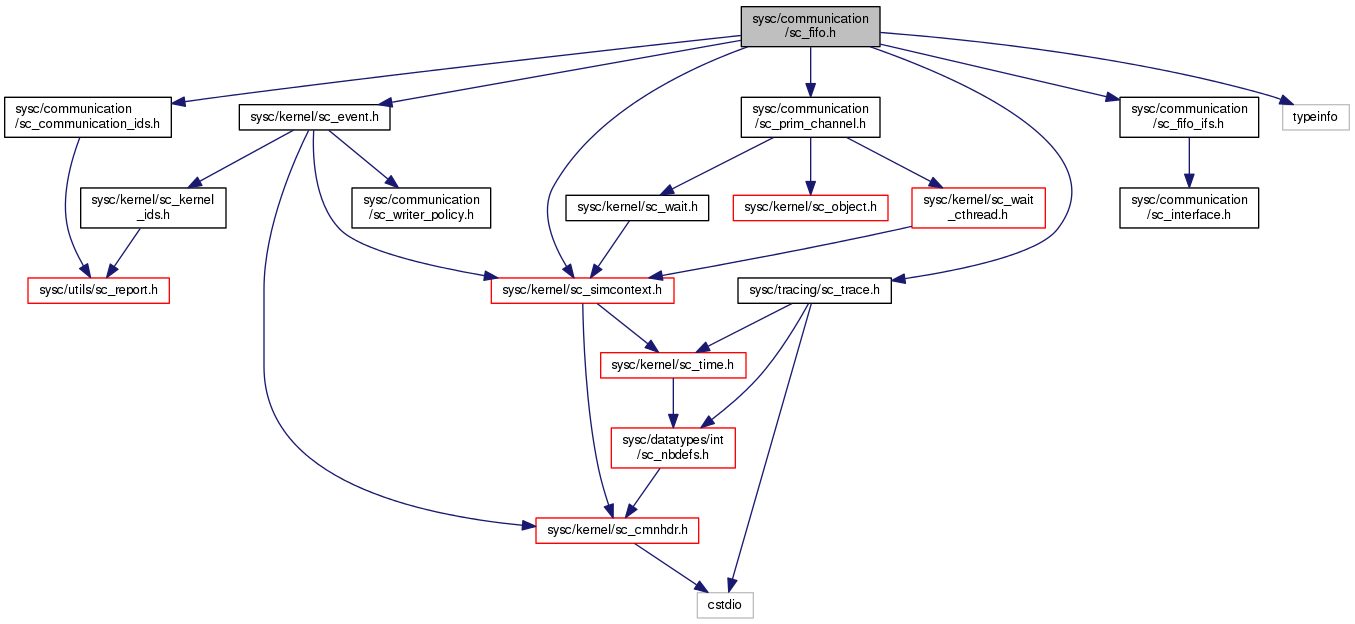 sysc/communication
/sc_fifo.h
sysc/communication
/sc_communication_ids.h
sysc/kernel/sc_event.h
sysc/communication
/sc_prim_channel.h
sysc/communication
/sc_fifo_ifs.h
typeinfo
sysc/kernel/sc_kernel
_ids.h
sysc/communication
/sc_writer_policy.h
sysc/kernel/sc_wait.h
sysc/kernel/sc_object.h
sysc/kernel/sc_wait
_cthread.h
sysc/communication
/sc_interface.h
sysc/utils/sc_report.h
sysc/kernel/sc_simcontext.h
sysc/tracing/sc_trace.h
sysc/kernel/sc_time.h
sysc/datatypes/int
/sc_nbdefs.h
sysc/kernel/sc_cmnhdr.h
cstdio